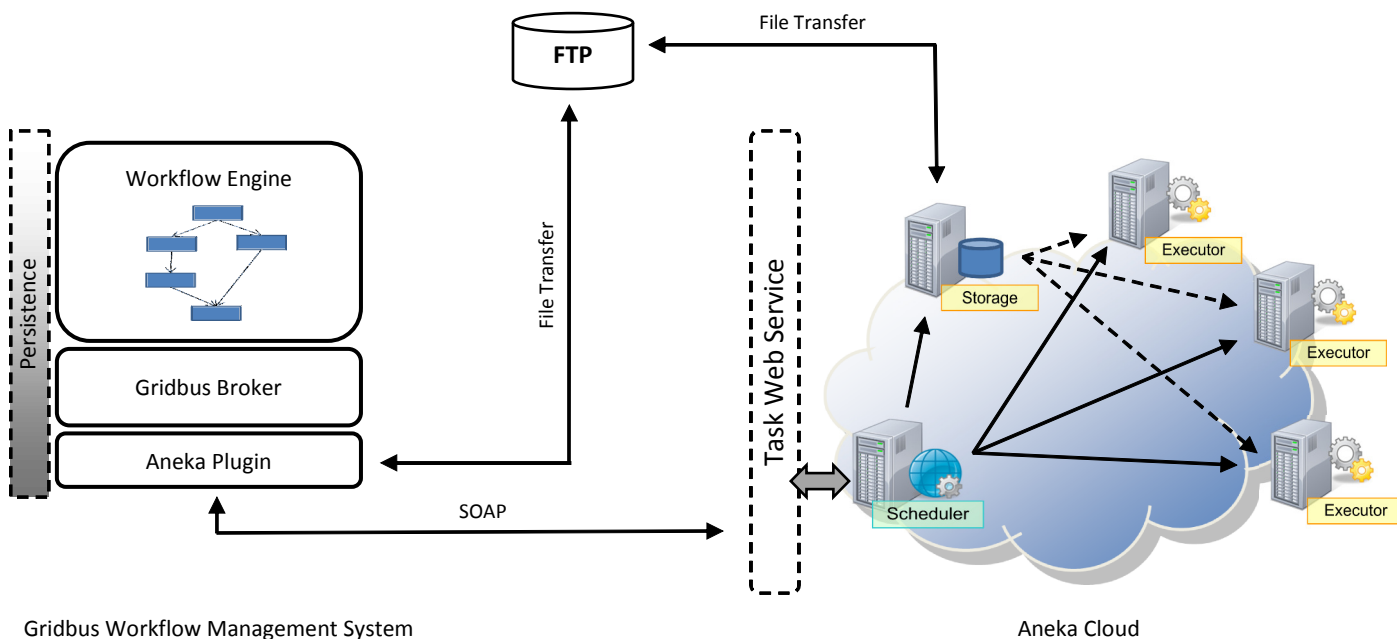 File Transfer
FTP
Persistence
Workflow Engine
File Transfer
Gridbus Broker
Aneka Plugin
SOAP
Task Web Service
Storage
Executor
Executor
Executor
Scheduler
Gridbus Workflow Management System
Aneka Cloud